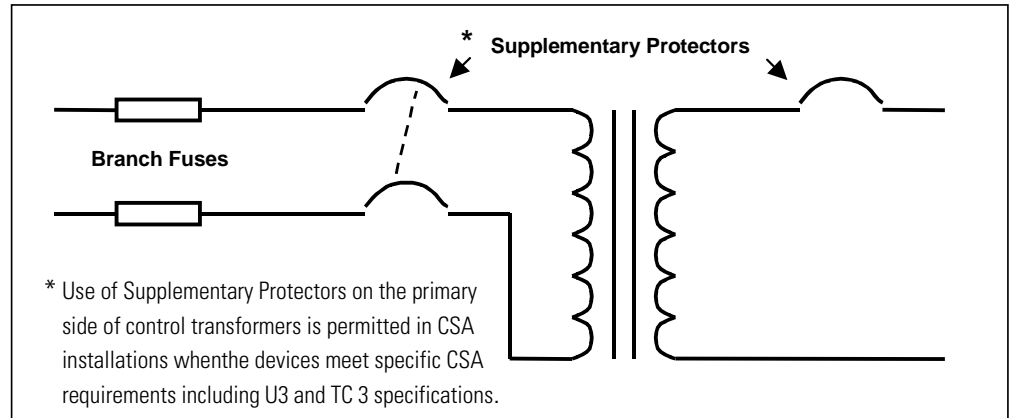 * Supplementary Protectors
Branch Fuses
* Use of Supplementary Protectors on the primary
side of control transformers is permitted in CSA
installations whenthe devices meet specific CSA
requirements including U3 and TC 3 specifications.